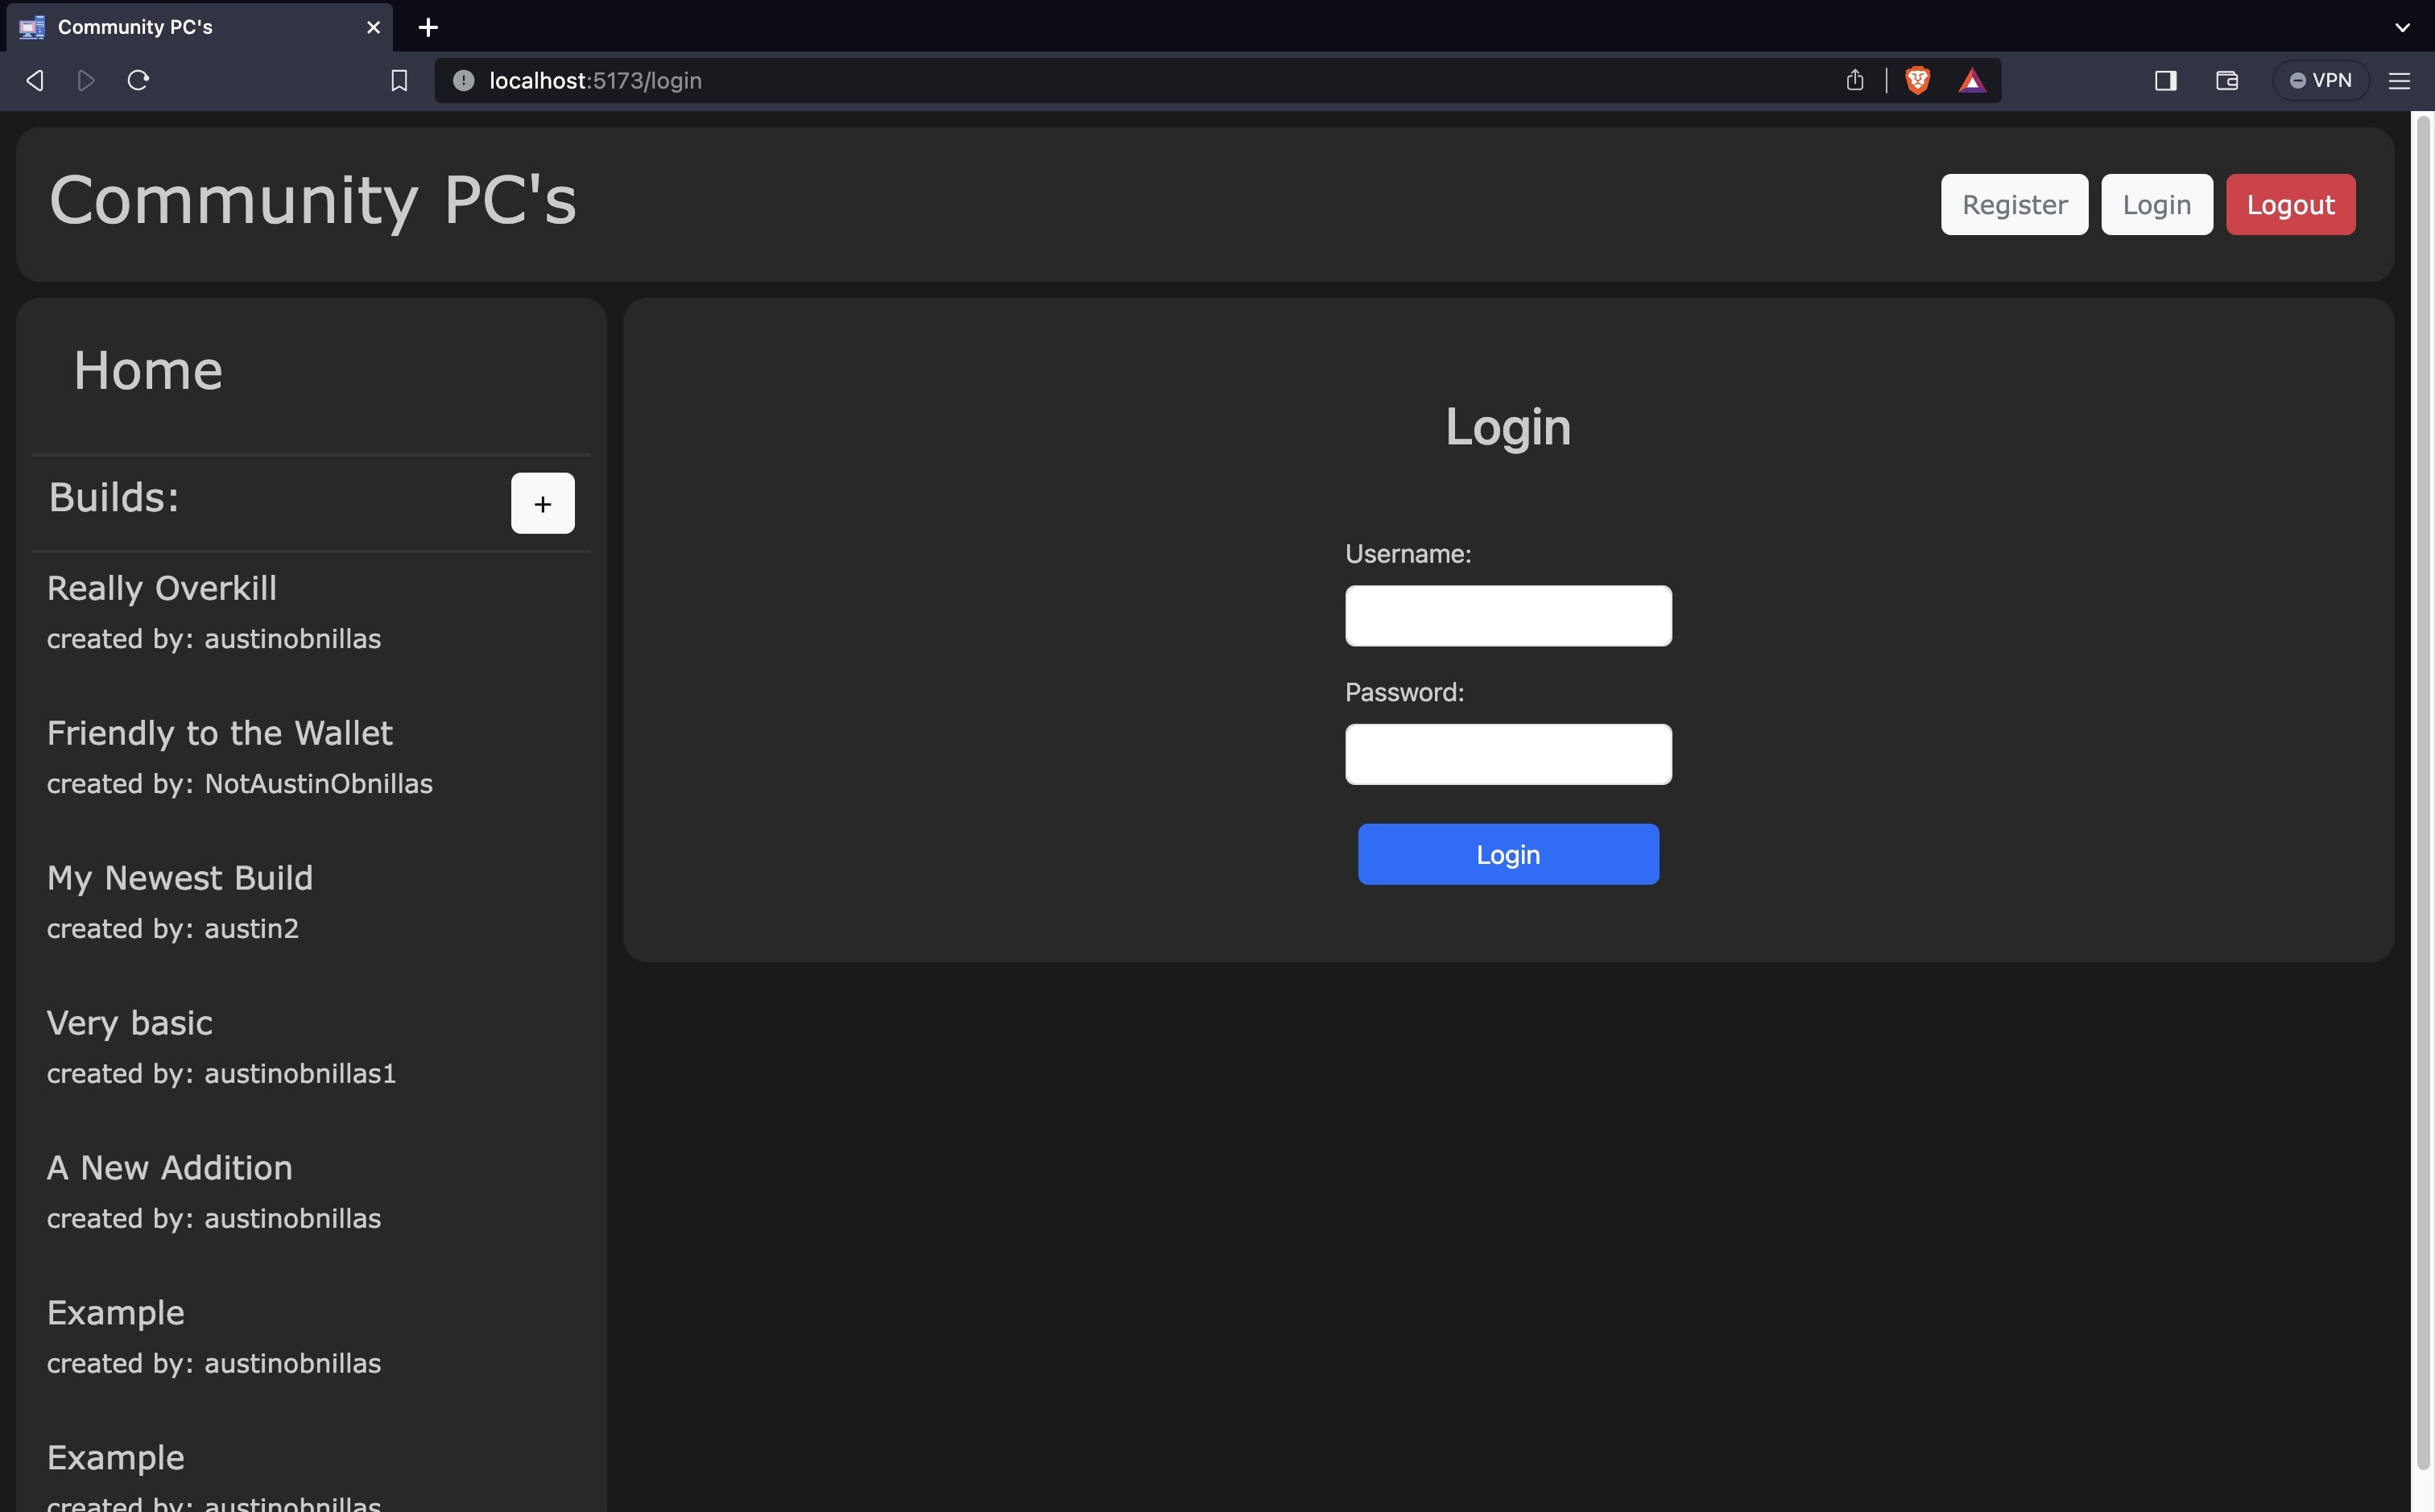 Community PC's
localhost:5173/login
VPN
Community PC's
Register Login Logout
Home
Builds:
+
Really Overkill
created by: austinobnillas
Friendly to the Wallet
created by: NotAustinObnillas
My Newest Build
created by: austin2
Very basic
created by: austinobnillas1
A New Addition
created by: austinobnillas
Example
created by: austinobnillas
Example
created by: austinobnillas
Login
Username:
Password:
Login